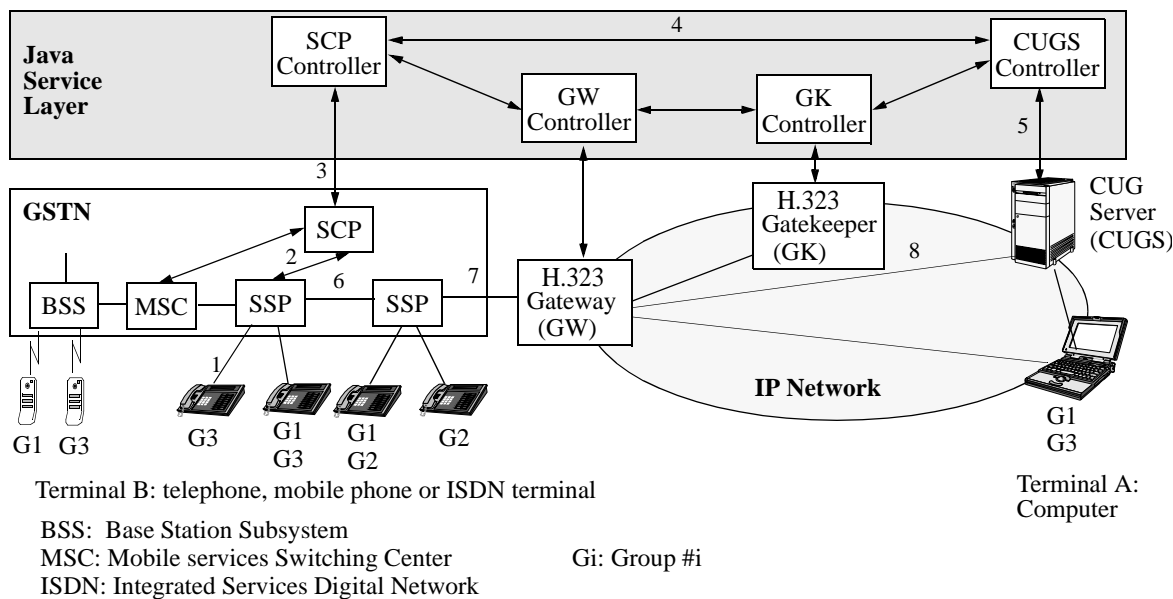 4
SCP
Controller
CUGS
Controller
Java
Service
Layer
GW
Controller
GK
Controller
5
3
GSTN
SCP
H.323
Gatekeeper
(GK)
CUG
Server
(CUGS)
2
6
7
8
BSS
MSC
SSP
SSP
H.323
Gateway
(GW)
1
IP Network
G1
G3
G3
G1
G3
G1
G2
G2
G1
G3
Terminal B: telephone, mobile phone or ISDN terminal
Terminal A:
Computer
BSS: Base Station Subsystem
MSC: Mobile services Switching Center
Gi: Group #i
ISDN: Integrated Services Digital Network